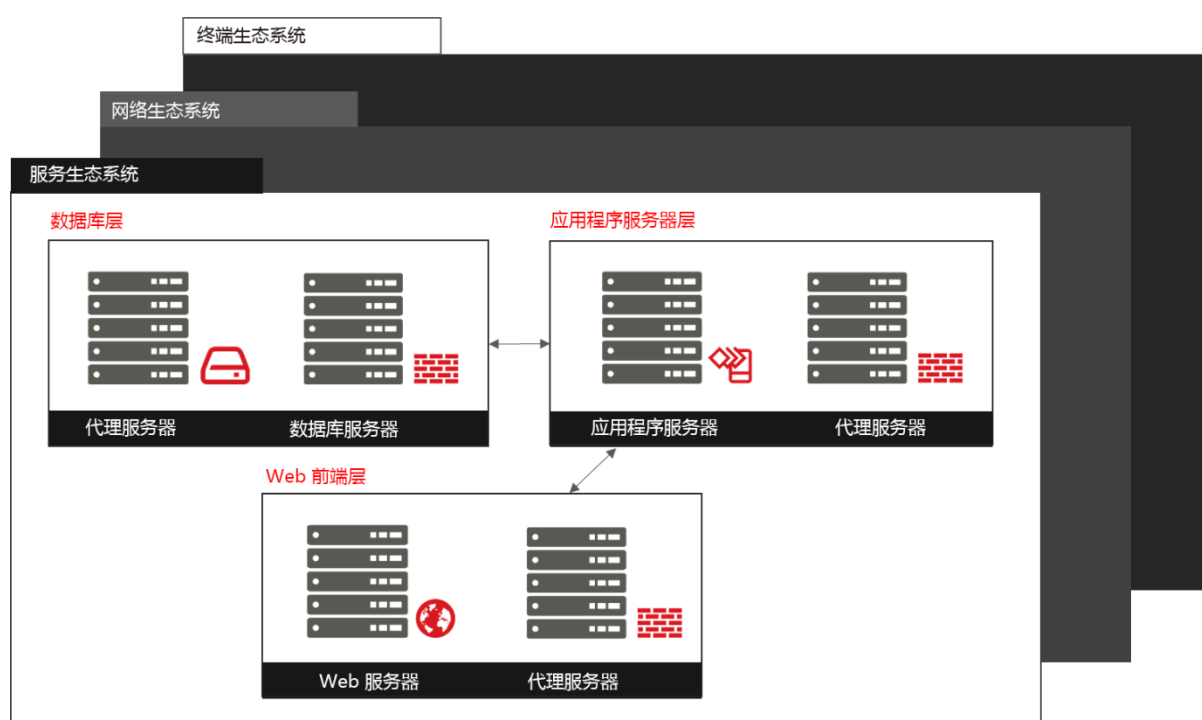 终端生态系统
网络生态系统
服务生态系统
数据库层
应用程序服务器层
代理服务器
数据库服务器
应用程序服务器
代理服务器
Web 前端层
Web 服务器
代理服务器